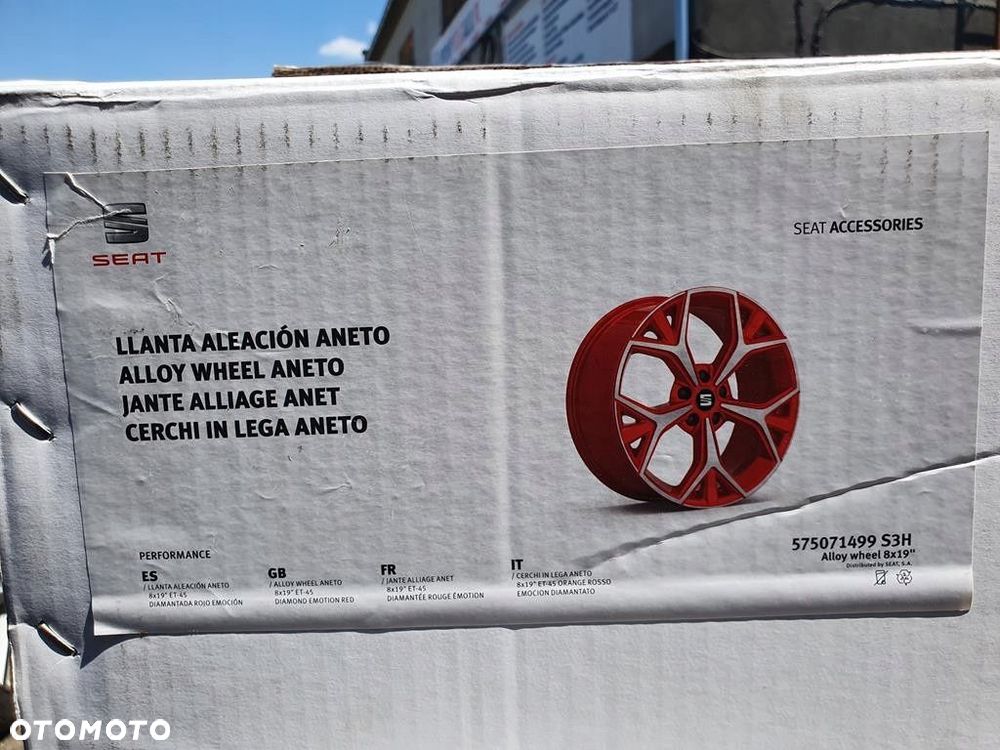 SEAT
SEAT ACCESSORIES
LLANTA ALEACIÓN ANETO
ALLOY WHEEL ANETO
JANTE ALLIAGE ANET
CERCHI IN LEGA ANETO
575071499 S3H
Alloy wheel 8x19"
Distributed by SEAT, S.A.
PERFORMANCE
ES
/ LLANTA ALEACIÓN ANETO
8x19" ET-45
DIAMANTADA ROJO EMOCIÓN
GB
/ ALLOY WHEEL ANETO
8x19" ET-45
DIAMOND EMOTION RED
FR
/ JANTE ALLIAGE ANET
8x19" ET-45
DIAMANTÉE ROUGE ÉMOTION
IT
/ CERCHI IN LEGA ANETO
8x19" ET-45 ORANGE ROSSO
EMOCION DIAMANTATO
OTOMOTO